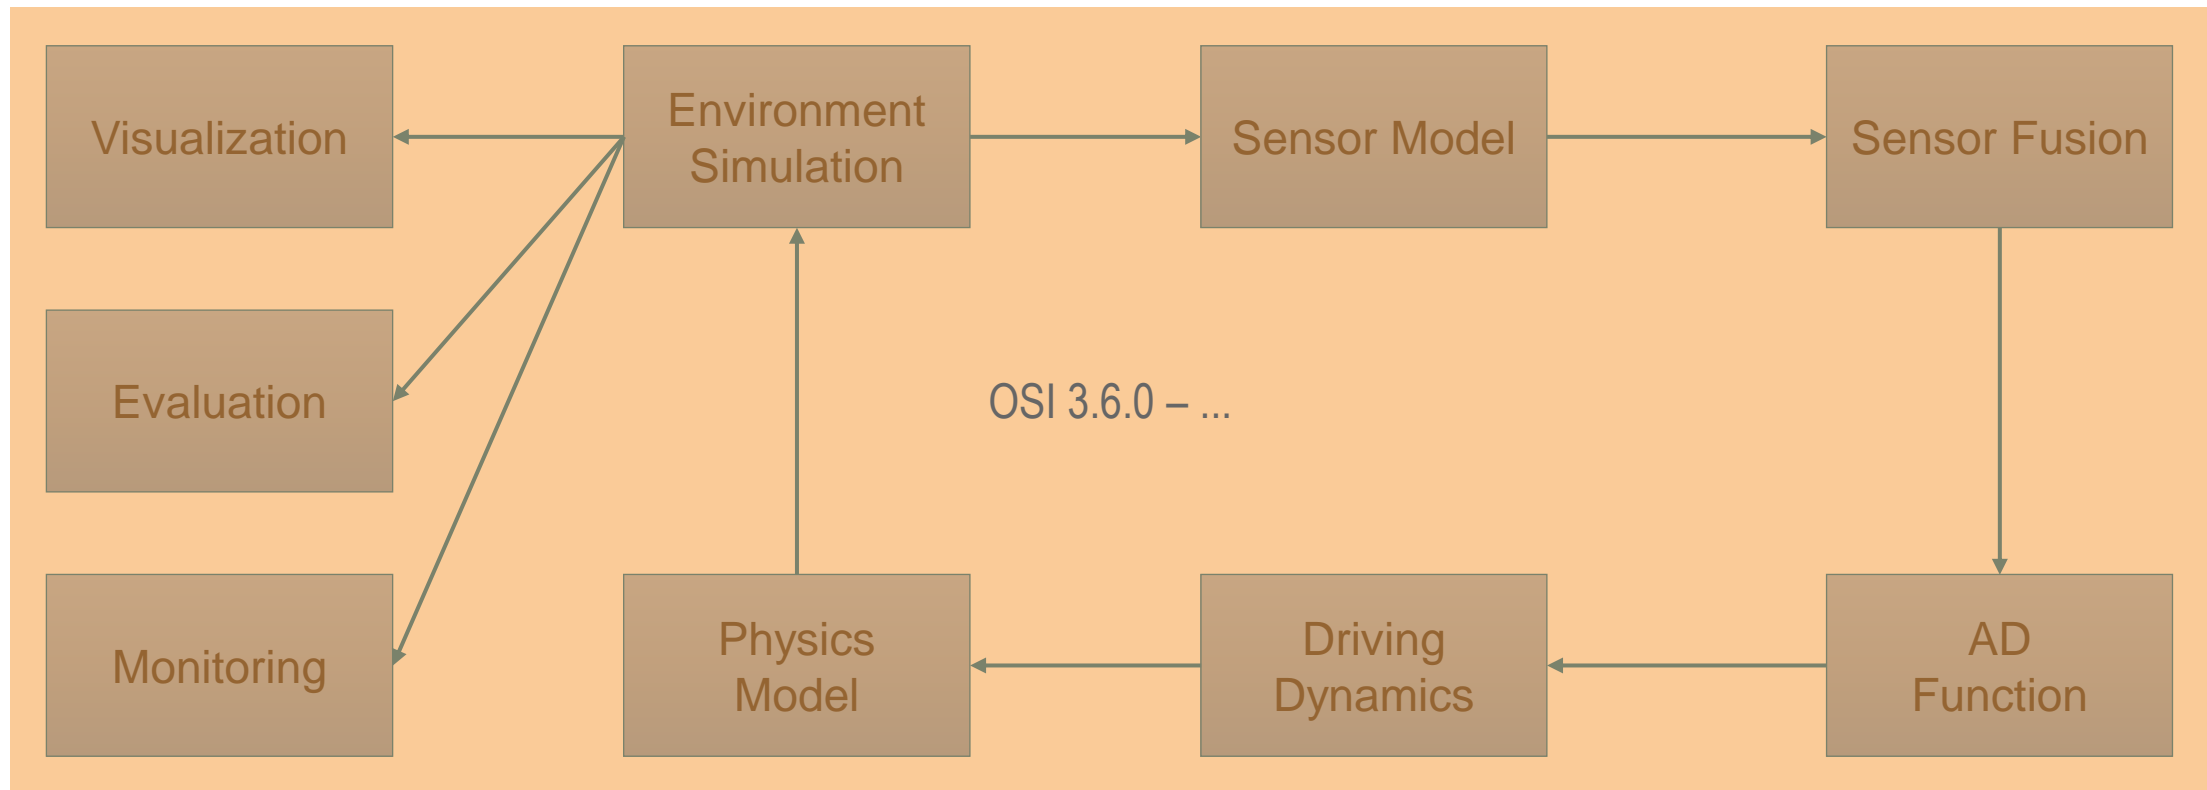 Visualization
Environment
Simulation
Sensor Model
Sensor Fusion
Evaluation
OSI 3.6.0 – ...
Monitoring
Physics
Model
Driving
Dynamics
AD
Function